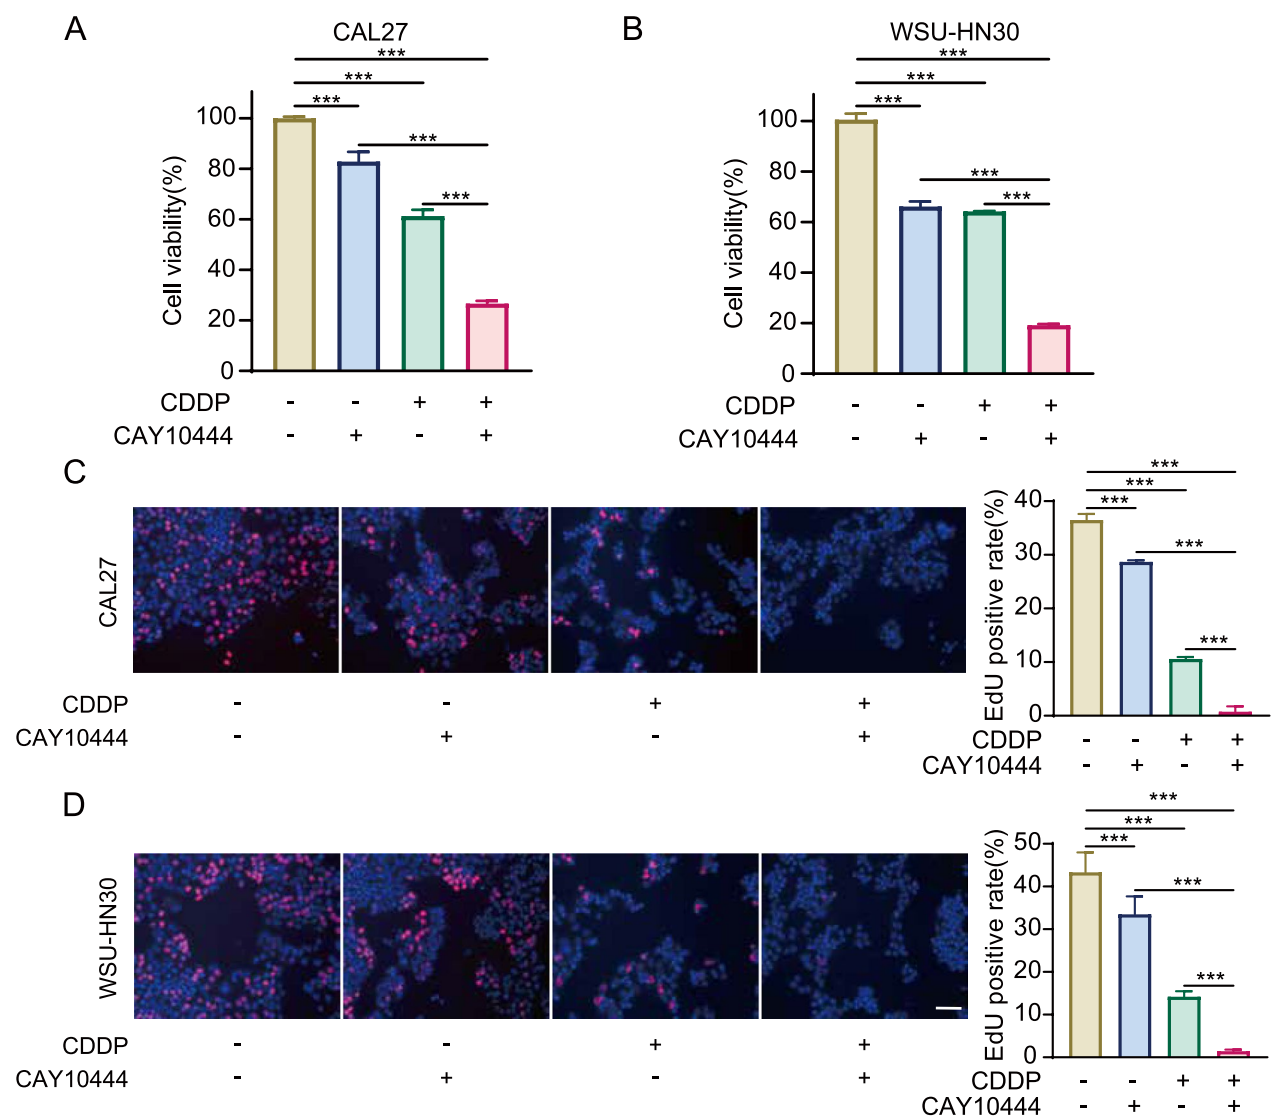 A
CAL27
***
***
***
***
***
100
80
60
40
20
0
Cell viability(%)
CDDP - - + +
CAY10444 - + - +
B
WSU-HN30
***
***
***
***
***
100
80
60
40
20
0
Cell viability(%)
CDDP - - + +
CAY10444 - + - +
C
CAL27
CDDP - - + +
CAY10444 - + - +
***
***
***
***
***
40
30
20
10
0
EdU positive rate(%)
CDDP - - + +
CAY10444 - + - +
D
WSU-HN30
CDDP - - + +
CAY10444 - + - +
***
***
***
***
***
50
40
30
20
10
0
EdU positive rate(%)
CDDP - - + +
CAY10444 - + - +